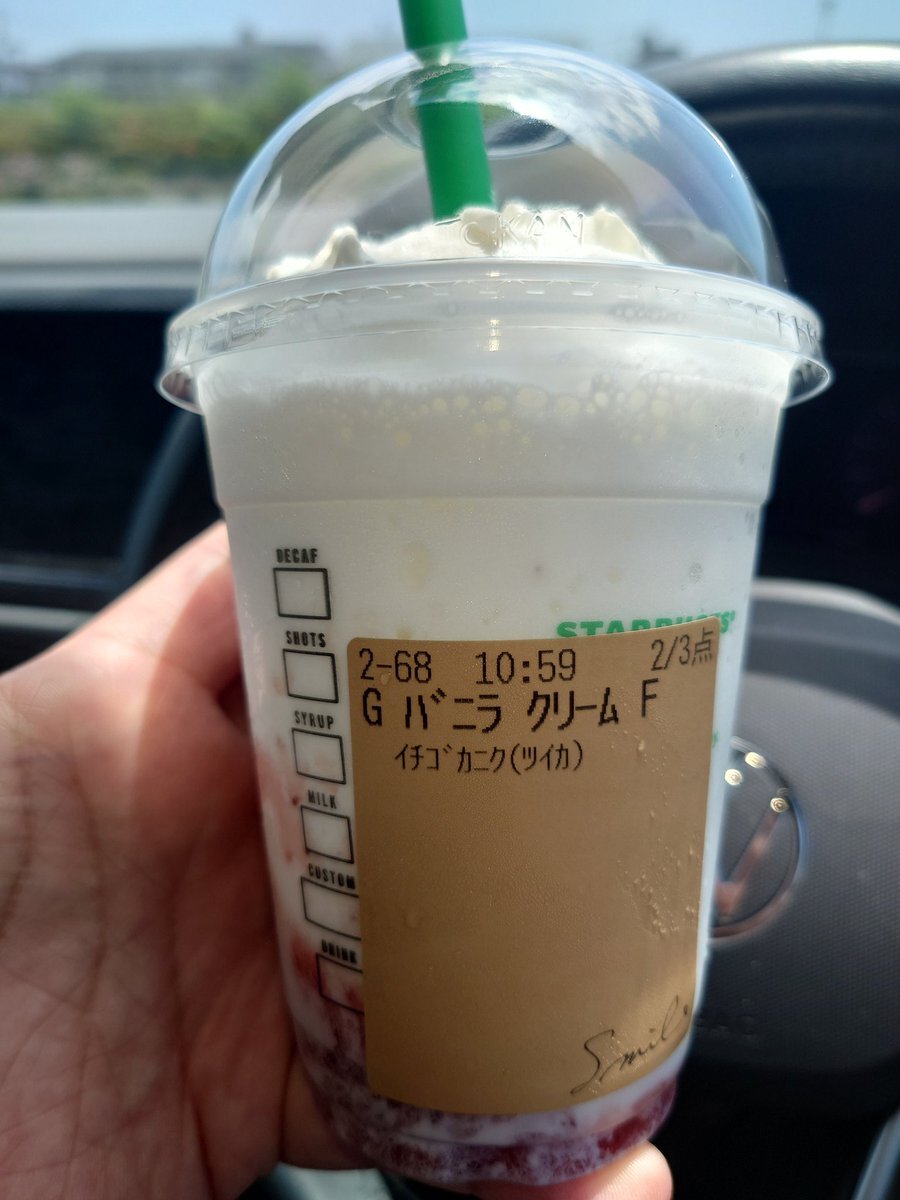 DECAF
SHOTS
SYRUP
MILK
CUSTOM
DRINK
STARBUCKS
2-68 10:59 2/3点
G バニラ クリーム F
イチゴカニク(ツイカ)
Smile